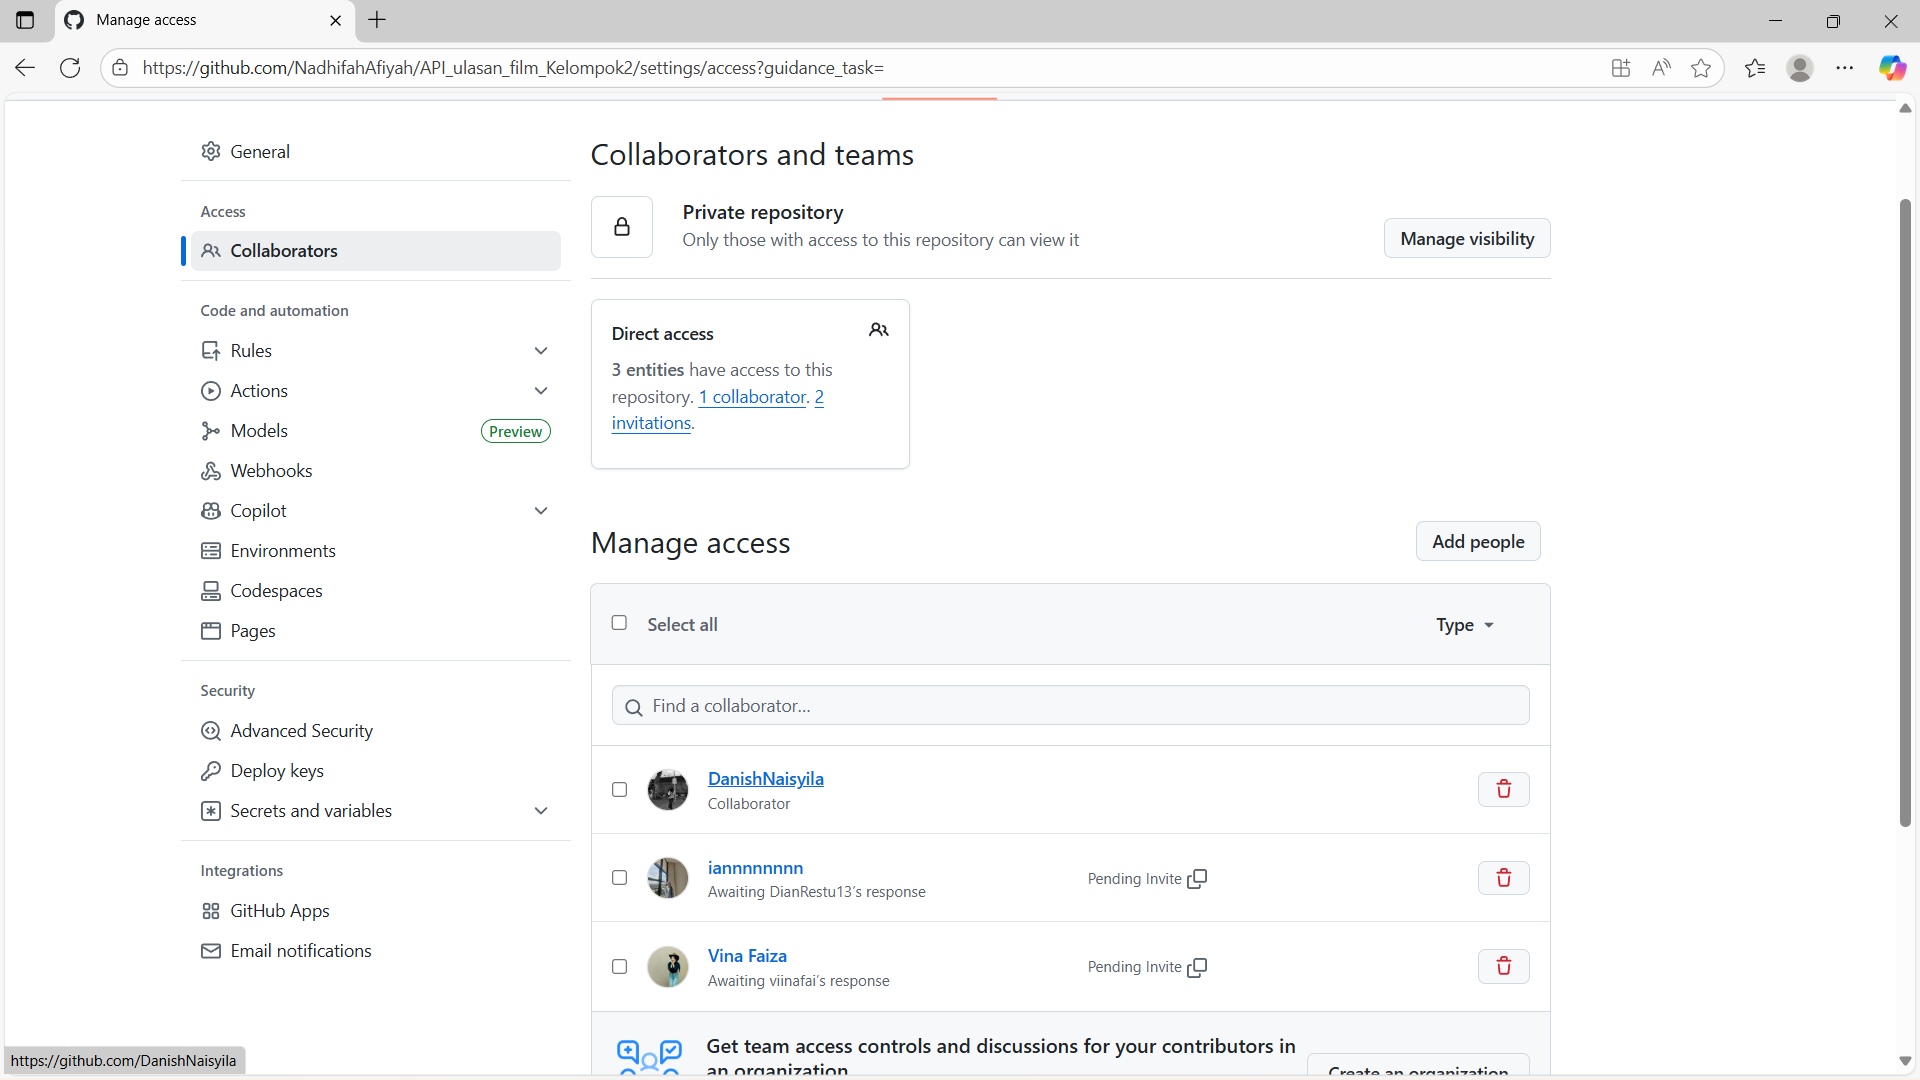 Manage access
https://github.com/NadhifahAfiyah/API_ulasan_film_Kelompok2/settings/access?guidance_task=
General
Access
Collaborators
Code and automation
Rules
Actions
Models
Preview
Webhooks
Copilot
Environments
Codespaces
Pages
Security
Advanced Security
Deploy keys
Secrets and variables
Integrations
GitHub Apps
Email notifications
Collaborators and teams
Private repository
Only those with access to this repository can view it
Manage visibility
Direct access
3 entities have access to this
repository. 1 collaborator. 2
invitations.
Manage access
Add people
Select all
Type
Find a collaborator...
DanishNaisyila
Collaborator
iannnnnnnn
Awaiting DianRestu13's response
Pending Invite
Vina Faiza
Awaiting viinafai's response
Pending Invite
Get team access controls and discussions for your contributors in
an organization
Create an organization
https://github.com/DanishNaisyila